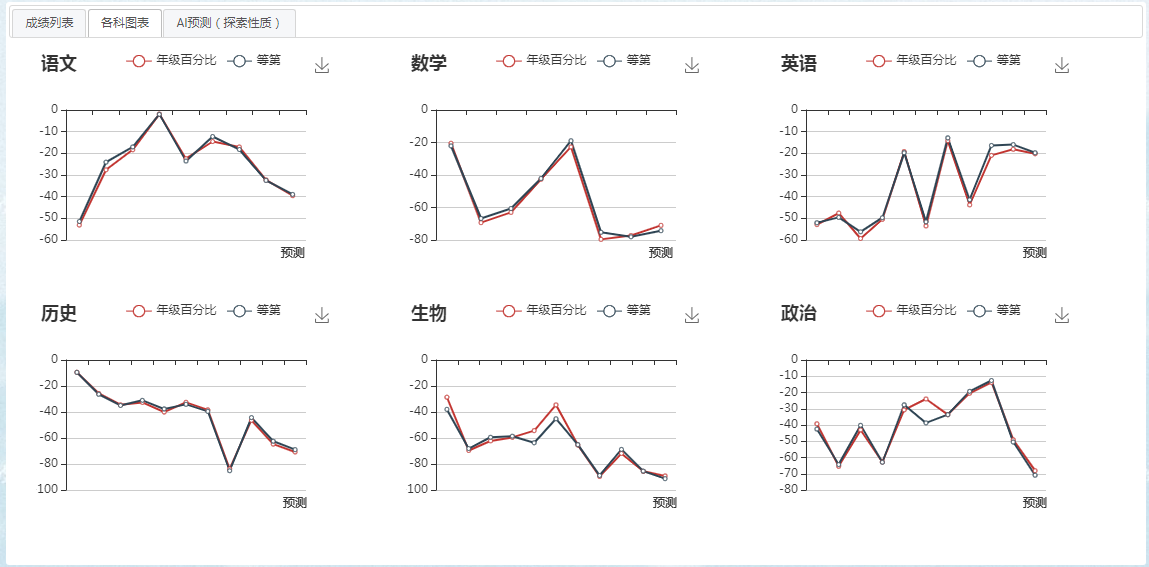 成绩列表 各科图表 AI预测（探索性质）
语文 年级百分比 等第 数学 年级百分比 等第 英语 年级百分比 等第
0 0 0
-10 -20 -10
-20 -40 -20
-30 -60 -30
-40 -80 -40
-50 -50
-60 -60
预测 预测 预测
历史 年级百分比 等第 生物 年级百分比 等第 政治 年级百分比 等第
0 0 0
-20 -20 -10
-40 -40 -20
-60 -60 -30
-80 -80 -40
100 100 -50
-60
-70
-80
预测 预测 预测